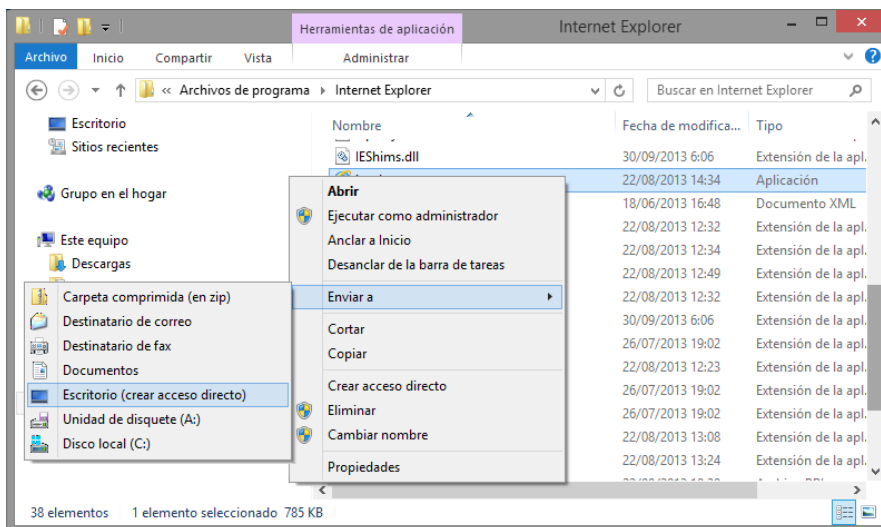 Herramientas de aplicación
Internet Explorer
Archivo Inicio Compartir Vista Administrar
« Archivos de programa Internet Explorer
Buscar en Internet Explorer
Escritorio
Sitios recientes
Grupo en el hogar
Este equipo
Descargas
Nombre Fecha de modifica... Tipo
IEShims.dll 30/09/2013 6:06 Extensión de la apl.
22/08/2013 14:34 Aplicación
18/06/2013 16:48 Documento XML
22/08/2013 12:32 Extensión de la apl.
22/08/2013 12:34 Extensión de la apl.
22/08/2013 12:49 Extensión de la apl.
22/08/2013 12:32 Extensión de la apl.
30/09/2013 6:06 Extensión de la apl.
26/07/2013 19:02 Extensión de la apl.
22/08/2013 12:23 Extensión de la apl.
26/07/2013 19:02 Extensión de la apl.
26/07/2013 19:02 Extensión de la apl.
22/08/2013 13:08 Extensión de la apl.
22/08/2013 13:24 Extensión de la apl.
Abrir
Ejecutar como administrador
Anclar a Inicio
Desanclar de la barra de tareas
Enviar a
Cortar
Copiar
Crear acceso directo
Eliminar
Cambiar nombre
Propiedades
Carpeta comprimida (en zip)
Destinatario de correo
Destinatario de fax
Documentos
Escritorio (crear acceso directo)
Unidad de disquete (A:)
Disco local (C:)
38 elementos 1 elemento seleccionado 785 KB